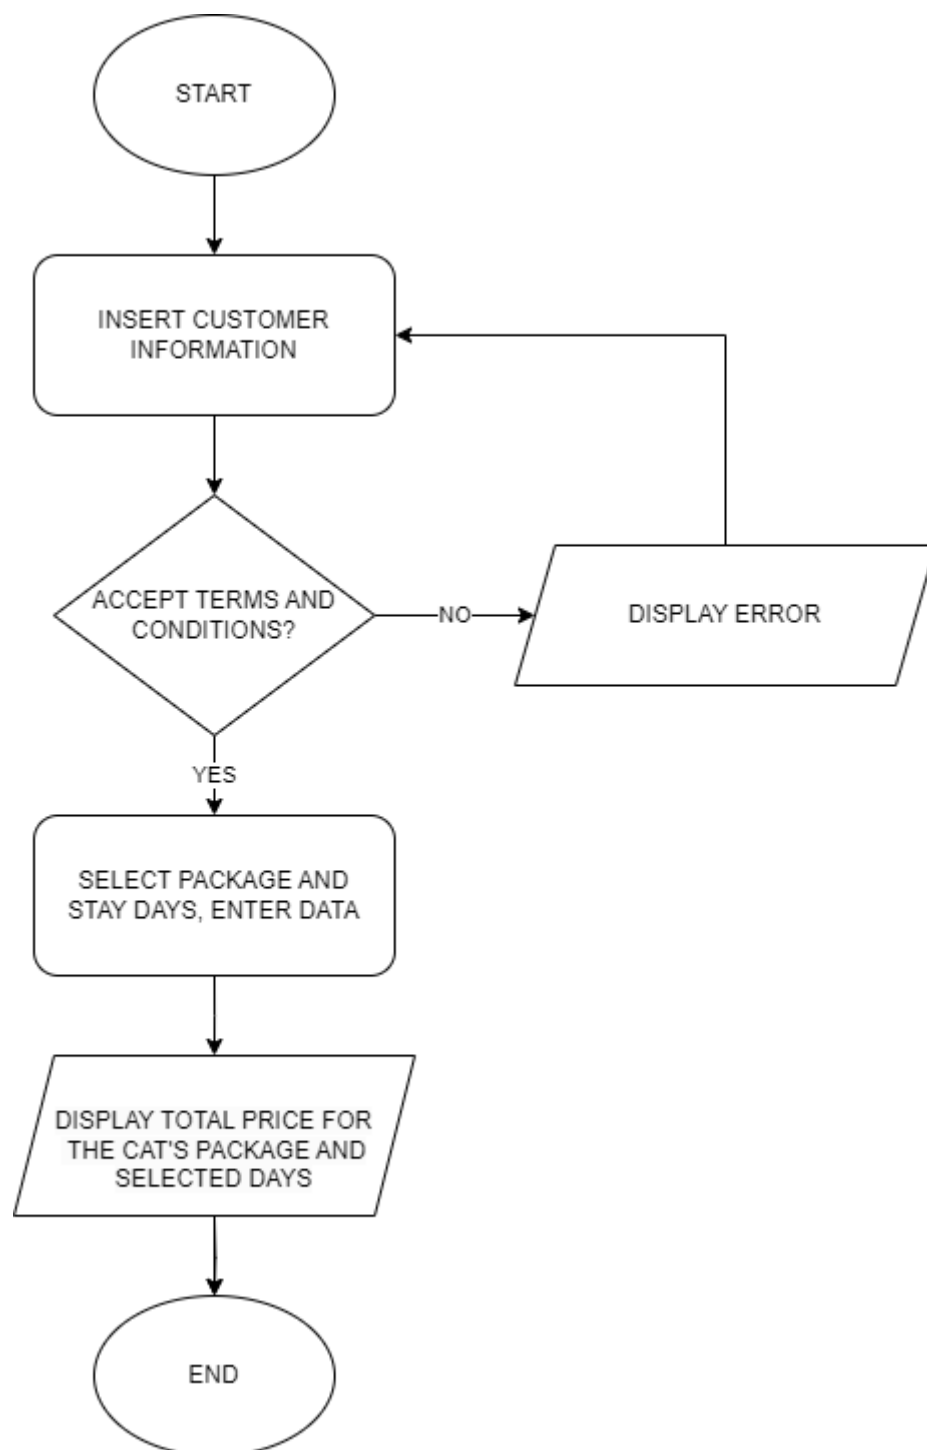 START
INSERT CUSTOMER
INFORMATION
ACCEPT TERMS AND
CONDITIONS?
NO
DISPLAY ERROR
YES
SELECT PACKAGE AND
STAY DAYS, ENTER DATA
DISPLAY TOTAL PRICE FOR
THE CAT'S PACKAGE AND
SELECTED DAYS
END